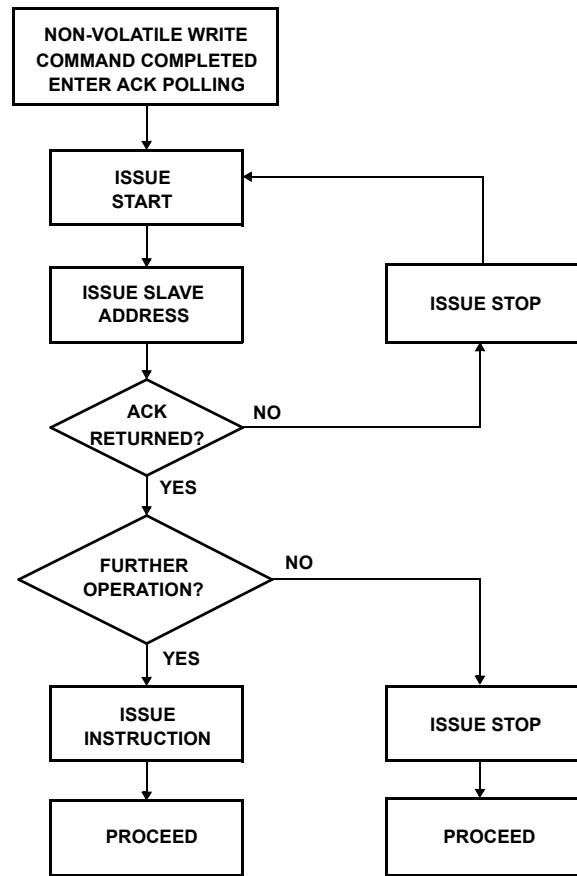 NON-VOLATILE WRITE
COMMAND COMPLETED
ENTER ACK POLLING
ISSUE
START
ISSUE SLAVE
ADDRESS
ISSUE STOP
ACK
RETURNED?
NO
YES
FURTHER
OPERATION?
NO
YES
ISSUE
INSTRUCTION
ISSUE STOP
PROCEED
PROCEED